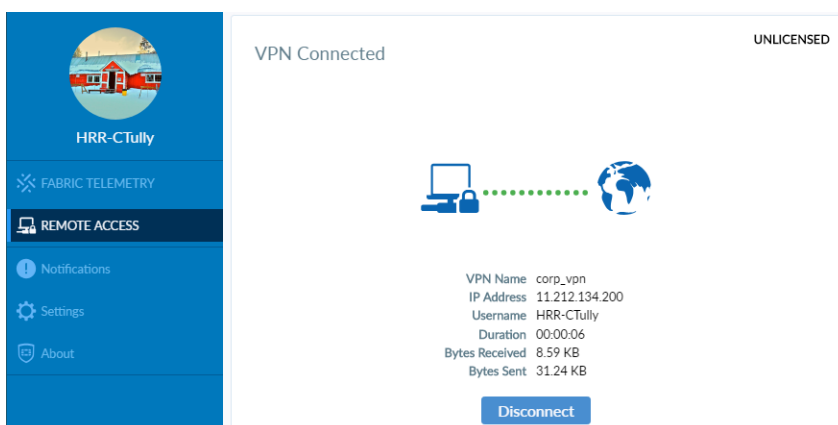 HRR-CTully
FABRIC TELEMETRY
REMOTE ACCESS
Notifications
Settings
About
VPN Connected
UNLICENSED
VPN Name corp_vpn
IP Address 11.212.134.200
Username HRR-CTully
Duration 00:00:06
Bytes Received 8.59 KB
Bytes Sent 31.24 KB
Disconnect